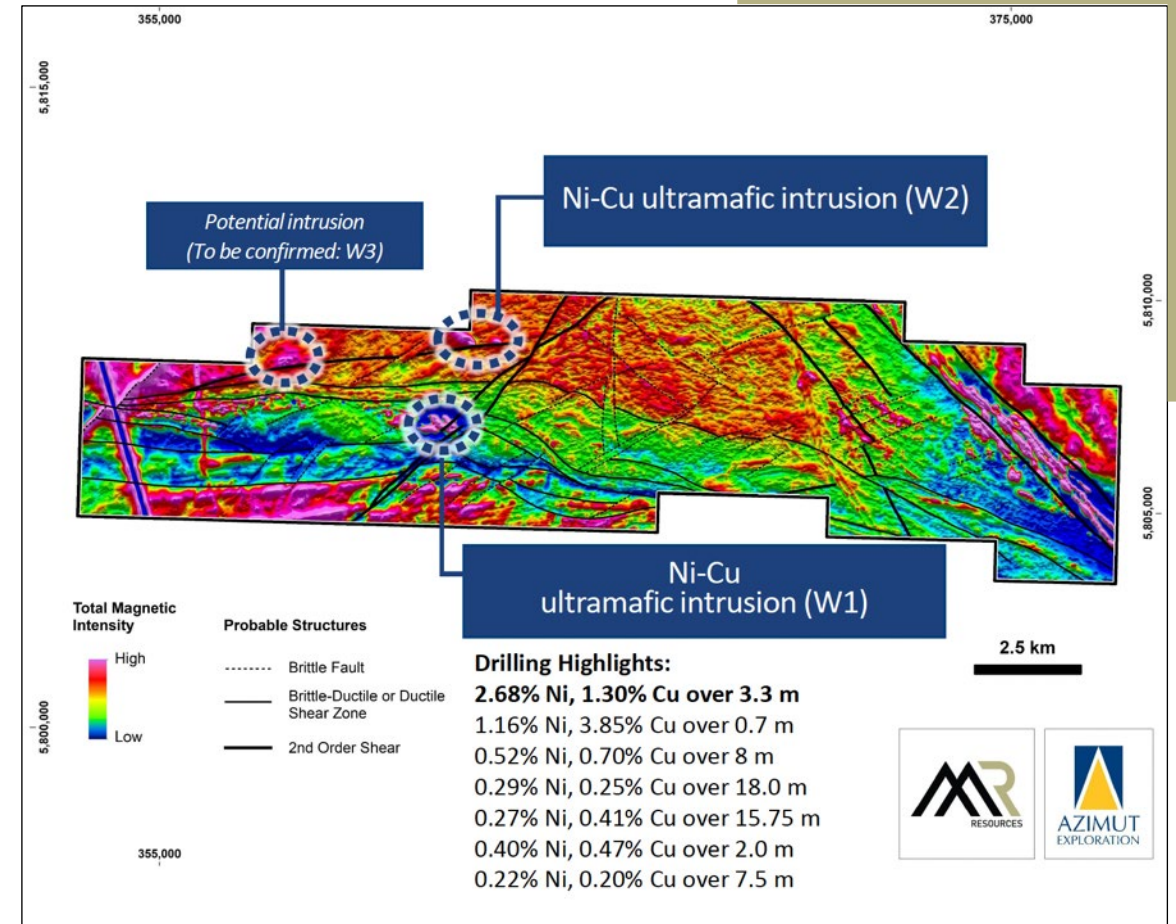 355,000
375,000
5,815,000
Ni-Cu ultramafic intrusion (W2)
Potential intrusion
(To be confirmed: W3)
5,810,000
5,805,000
Ni-Cu
ultramafic intrusion (W1)
Total Magnetic
Intensity
High
Low
Probable Structures
Brittle Fault
Brittle-Ductile or Ductile
Shear Zone
2nd Order Shear
2.5 km
Drilling Highlights:
2.68% Ni, 1.30% Cu over 3.3 m
1.16% Ni, 3.85% Cu over 0.7 m
0.52% Ni, 0.70% Cu over 8 m
0.29% Ni, 0.25% Cu over 18.0 m
0.27% Ni, 0.41% Cu over 15.75 m
0.40% Ni, 0.47% Cu over 2.0 m
0.22% Ni, 0.20% Cu over 7.5 m
5,800,000
355,000
RESOURCES
AZIMUT
EXPLORATION